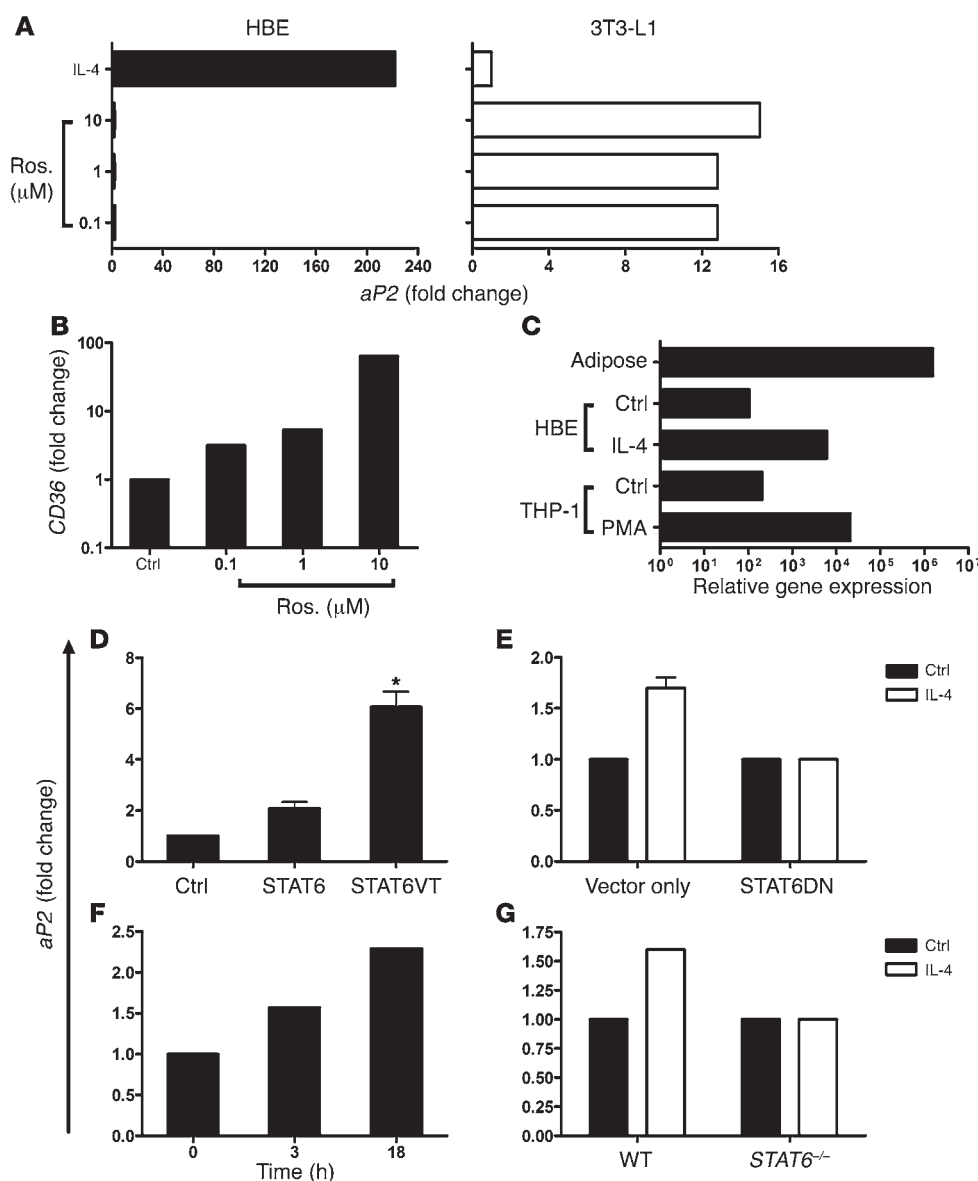 A
HBE
3T3-L1
IL-4
10
1
0.1
Ros.
(μM)
0 40 80 120 160 200 240
0 4 8 12 16
aP2 (fold change)
B
CD36 (fold change)
100
10
1
0.1
Ctrl 0.1 1 10
Ros. (μM)
C
Adipose
HBE
Ctrl
IL-4
THP-1
Ctrl
PMA
10⁰ 10¹ 10² 10³ 10⁴ 10⁵ 10⁶ 10⁷
Relative gene expression
aP2 (fold change)
D
8
6
4
2
0
*
Ctrl STAT6 STAT6VT
E
2.0
1.5
1.0
0.5
0.0
Vector only STAT6DN
Ctrl
IL-4
F
2.5
2.0
1.5
1.0
0.5
0.0
0 3 18
Time (h)
G
1.75
1.50
1.25
1.00
0.75
0.50
0.25
0.00
WT STAT6⁻/⁻
Ctrl
IL-4